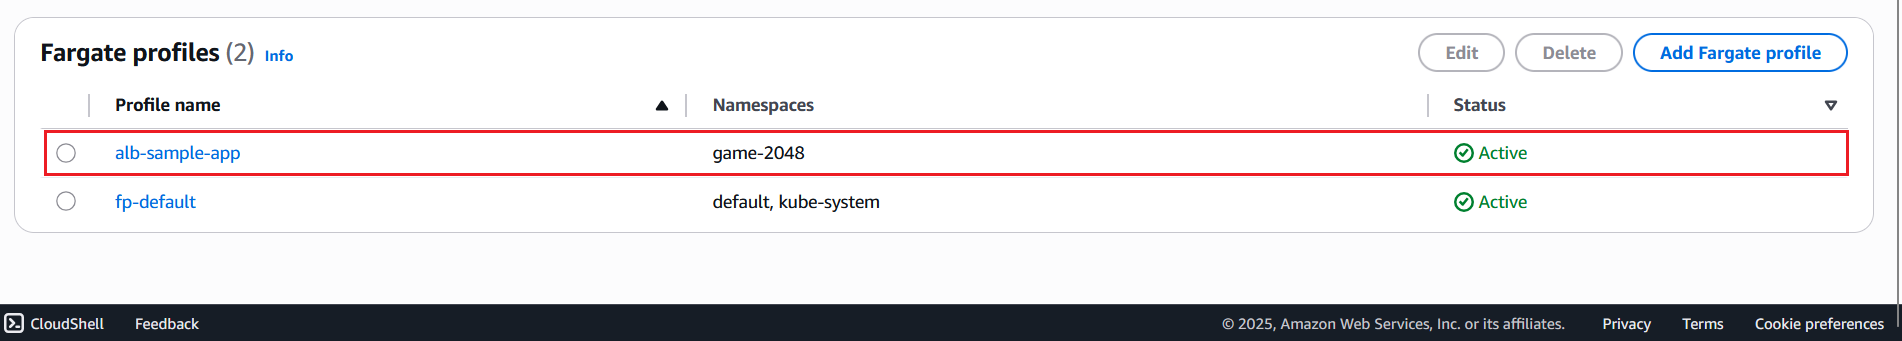 Fargate profiles (2) Info Edit Delete Add Fargate profile
Profile name Namespaces Status
alb-sample-app game-2048 Active
fp-default default, kube-system Active
CloudShell Feedback © 2025, Amazon Web Services, Inc. or its affiliates. Privacy Terms Cookie preferences